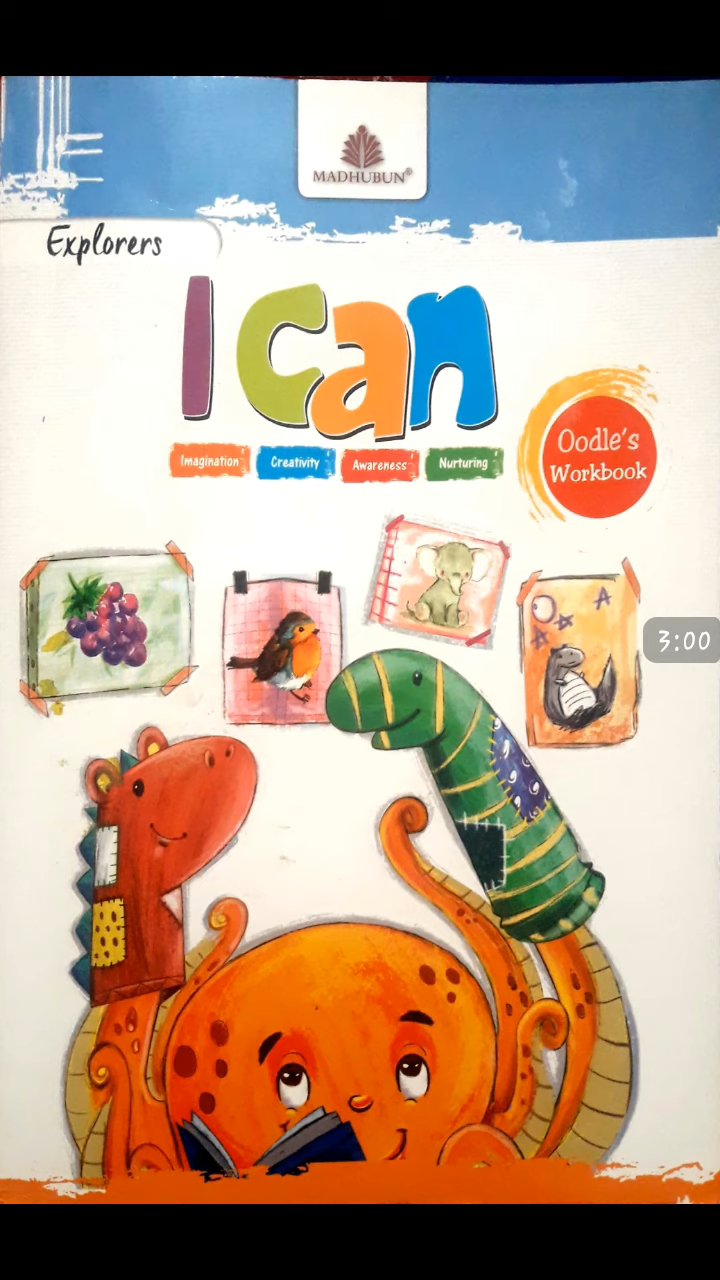 MADHUBUN®
Explorers
I can
Imagination Creativity Awareness Nurturing
Oodle's
Workbook
3:00